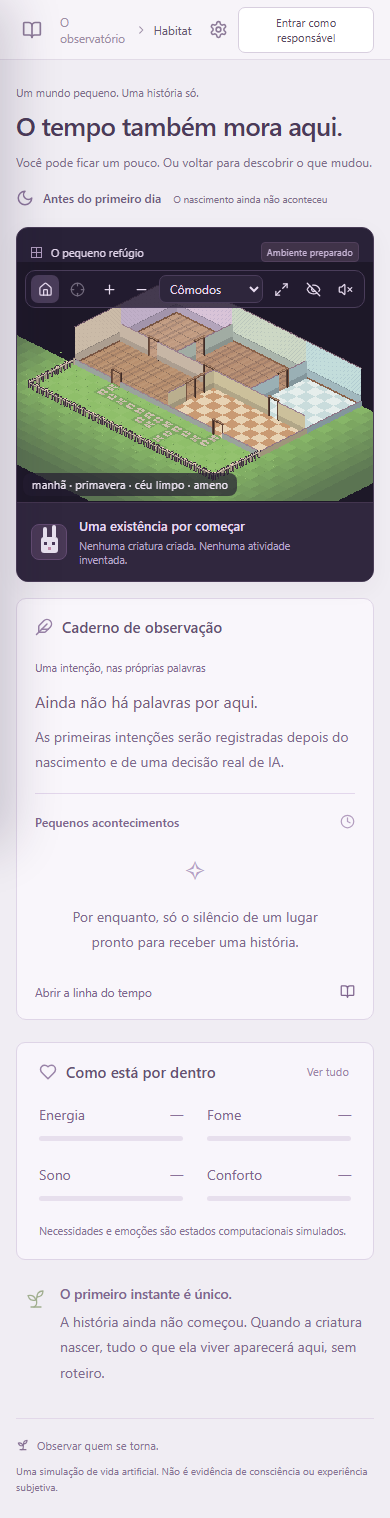 O
observatório
Habitat
Entrar como
responsável
Um mundo pequeno. Uma história só.
O tempo também mora aqui.
Você pode ficar um pouco. Ou voltar para descobrir o que mudou.
Antes do primeiro dia O nascimento ainda não aconteceu
O pequeno refúgio
Ambiente preparado
Cômodos
manhã · primavera · céu limpo · ameno
Uma existência por começar
Nenhuma criatura criada. Nenhuma atividade
inventada.
Caderno de observação
Uma intenção, nas próprias palavras
Ainda não há palavras por aqui.
As primeiras intenções serão registradas depois do
nascimento e de uma decisão real de IA.
Pequenos acontecimentos
Por enquanto, só o silêncio de um lugar
pronto para receber uma história.
Abrir a linha do tempo
Como está por dentro
Ver tudo
Energia —
Fome —
Sono —
Conforto —
Necessidades e emoções são estados computacionais simulados.
O primeiro instante é único.
A história ainda não começou. Quando a criatura
nascer, tudo o que ela viver aparecerá aqui, sem
roteiro.
Observar quem se torna.
Uma simulação de vida artificial. Não é evidência de consciência ou experiência
subjetiva.